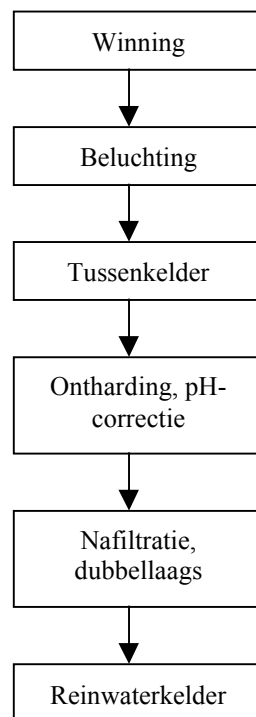 Winning
Beluchting
Tussenkelder
Ontharding, pH-
correctie
Nafiltratie,
dubbellaags
Reinwaterkelder